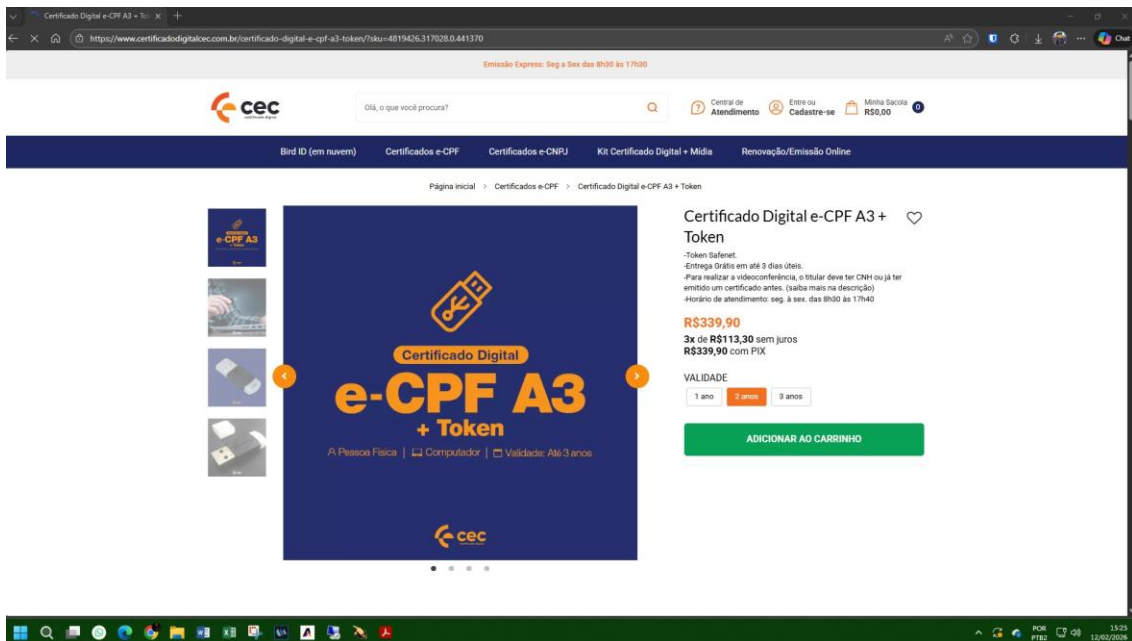 Certificado Digital e-CPF A3 + To
https://www.certificadodigitalcec.com.br/certificado-digital-e-cpf-a3-token/?sku=4819426.317028.0.441370
Chat
Emissão Express: Seg a Sex das 8h30 às 17h30
cec
Olá, o que você procura?
Central de
Atendimento
Entre ou
Cadastre-se
Minha Sacola
R$0,00
0
Bird ID (em nuvem) Certificados e-CPF Certificados e-CNPJ Kit Certificado Digital + Mídia Renovação/Emissão Online
Página inicial > Certificados e-CPF > Certificado Digital e-CPF A3 + Token
e-CPF A3
Certificado Digital
e-CPF A3
+ Token
Pessoa Física | Computador | Validade: Até 3 anos
cec
Certificado Digital e-CPF A3 +
Token
-Token Safenet.
-Entrega Grátis em até 3 dias úteis.
-Para realizar a videoconferência, o titular deve ter CNH ou já ter
emitido um certificado antes. (saiba mais na descrição)
-Horário de atendimento: seg. à sex. das 8h30 às 17h40
R$339,90
3x de R$113,30 sem juros
R$339,90 com PIX
VALIDADE
1 ano 2 anos 3 anos
ADICIONAR AO CARRINHO
POR
PTB2
15:25
12/02/2026